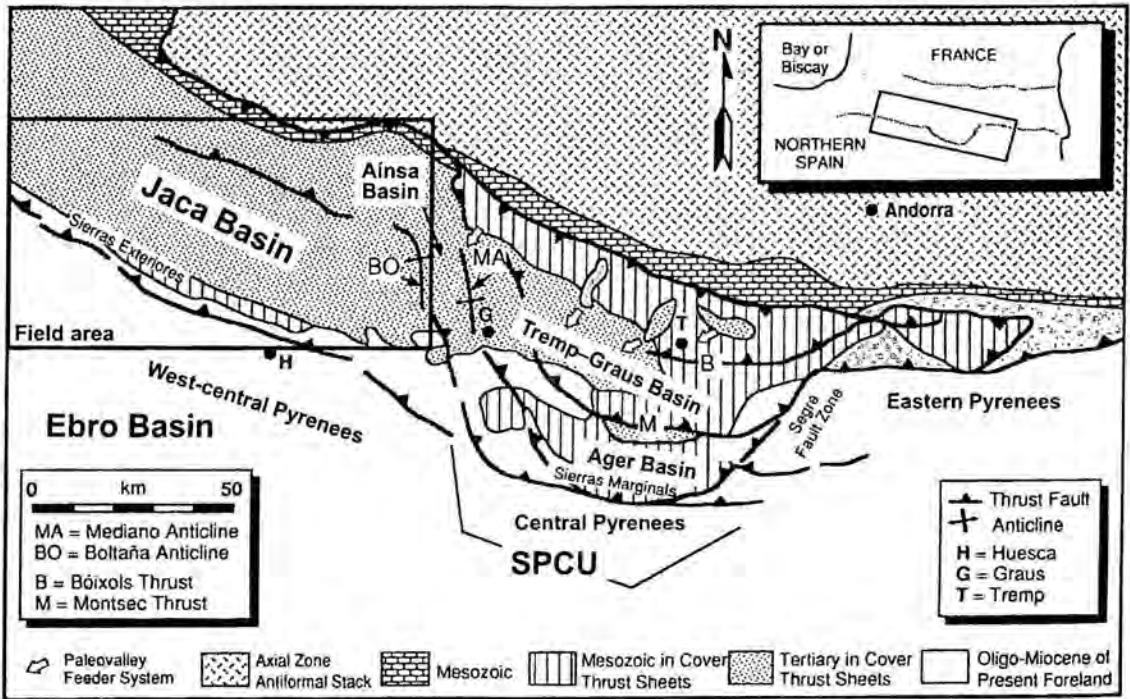 N
Bay or
Biscay
FRANCE
NORTHERN
SPAIN
Andorra
Aínsa
Basin
Jaca Basin
Sierras Exteriores
BO
MA
G
T
B
Tremp–Graus Basin
Field area
H
West-central Pyrenees
Ebro Basin
M
Ager Basin
Sierras Marginals
Segre
Fault Zone
Eastern Pyrenees
Central Pyrenees
SPCU
0 km 50
MA = Mediano Anticline
BO = Boltaña Anticline
B = Bóixols Thrust
M = Montsec Thrust
Thrust Fault
Anticline
H = Huesca
G = Graus
T = Tremp
Paleovalley
Feeder System
Axial Zone
Antiformal Stack
Mesozoic
Mesozoic in Cover
Thrust Sheets
Tertiary in Cover
Thrust Sheets
Oligo-Miocene of
Present Foreland